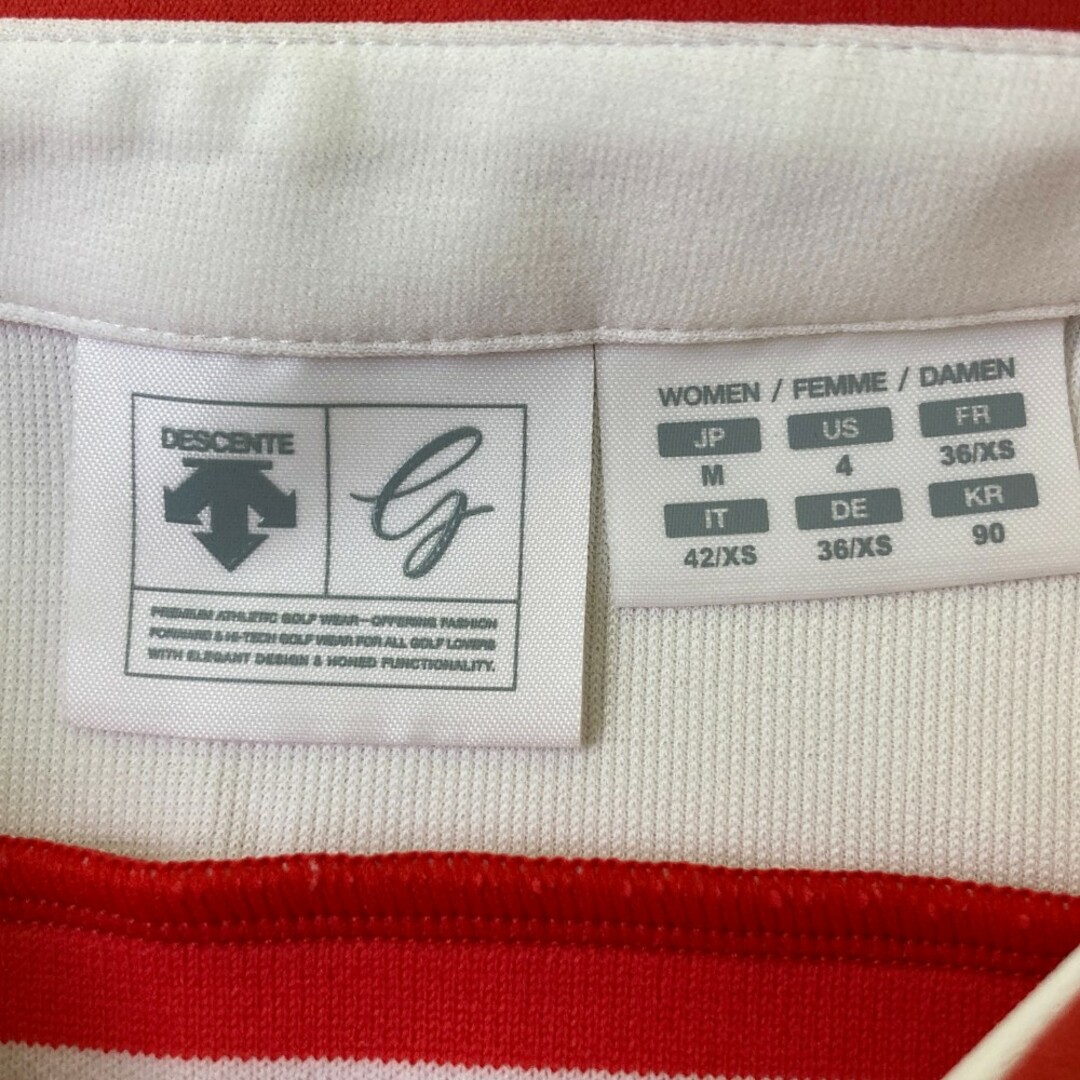 DESCENTE
PREMIUM ATHLETIC GOLF WEAR—OFFERING FASHION
FORWARD & HI-TECH GOLF WEAR FOR ALL GOLF LOVERS
WITH ELEGANT DESIGN & HONED FUNCTIONALITY.
WOMEN / FEMME / DAMEN
JP US FR
M 4 36/XS
IT DE KR
42/XS 36/XS 90